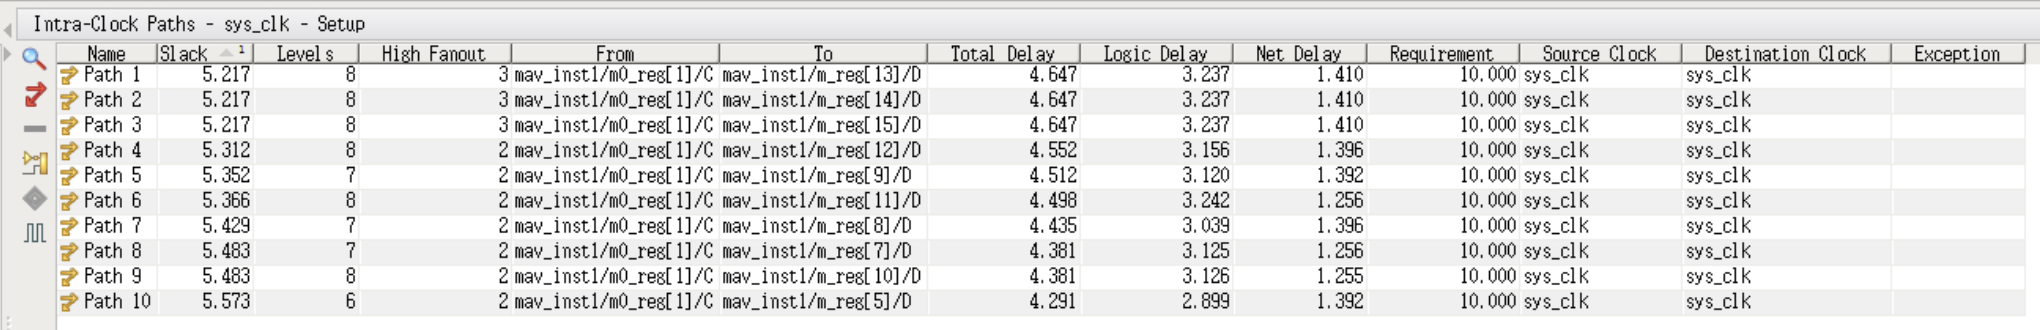 Intra-Clock Paths - sys_clk - Setup
Name Slack 1 Levels High Fanout From To Total Delay Logic Delay Net Delay Requirement Source Clock Destination Clock Exception
Path 1 5.217 8 3 mav_inst1/m0_reg[1]/C mav_inst1/m_reg[13]/D 4.647 3.237 1.410 10.000 sys_clk sys_clk
Path 2 5.217 8 3 mav_inst1/m0_reg[1]/C mav_inst1/m_reg[14]/D 4.647 3.237 1.410 10.000 sys_clk sys_clk
Path 3 5.217 8 3 mav_inst1/m0_reg[1]/C mav_inst1/m_reg[15]/D 4.647 3.237 1.410 10.000 sys_clk sys_clk
Path 4 5.312 8 2 mav_inst1/m0_reg[1]/C mav_inst1/m_reg[12]/D 4.552 3.156 1.396 10.000 sys_clk sys_clk
Path 5 5.352 7 2 mav_inst1/m0_reg[1]/C mav_inst1/m_reg[9]/D 4.512 3.120 1.392 10.000 sys_clk sys_clk
Path 6 5.366 8 2 mav_inst1/m0_reg[1]/C mav_inst1/m_reg[11]/D 4.498 3.242 1.256 10.000 sys_clk sys_clk
Path 7 5.429 7 2 mav_inst1/m0_reg[1]/C mav_inst1/m_reg[8]/D 4.435 3.039 1.396 10.000 sys_clk sys_clk
Path 8 5.483 7 2 mav_inst1/m0_reg[1]/C mav_inst1/m_reg[7]/D 4.381 3.125 1.256 10.000 sys_clk sys_clk
Path 9 5.483 8 2 mav_inst1/m0_reg[1]/C mav_inst1/m_reg[10]/D 4.381 3.126 1.255 10.000 sys_clk sys_clk
Path 10 5.573 6 2 mav_inst1/m0_reg[1]/C mav_inst1/m_reg[5]/D 4.291 2.899 1.392 10.000 sys_clk sys_clk